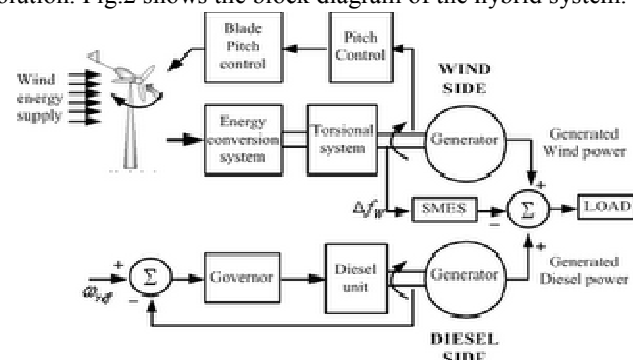 olution. Fig.2 shows the block diagram of the hybrid system.
Blade
Pitch
control
Pitch
Control
WIND
SIDE
Wind
energy
supply
Energy
conversion
system
Torsional
system
Generator
Generated
Wind power
+
Δf_W
SMES
−
Σ
LOAD
+
+
Σ
−
ω_ref
Governor
Diesel
unit
Generator
Generated
Diesel power
DIESEL
SIDE